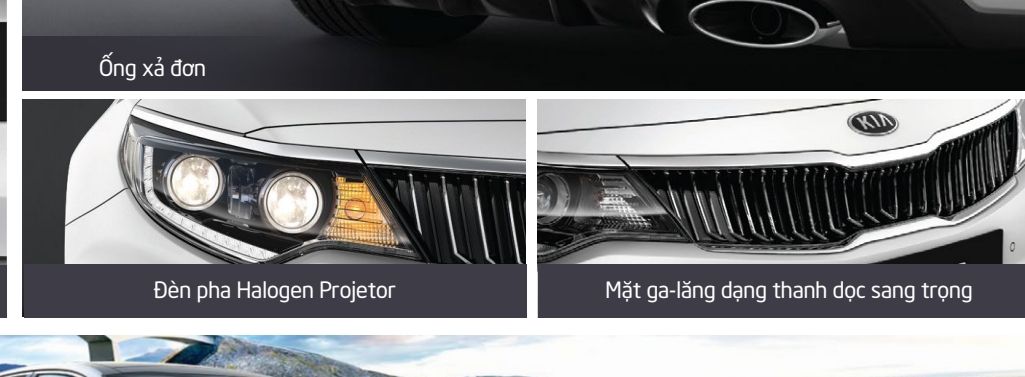 Ống xả đơn
KIA
Đèn pha Halogen Projetor
Mặt ga-lăng dạng thanh dọc sang trọng